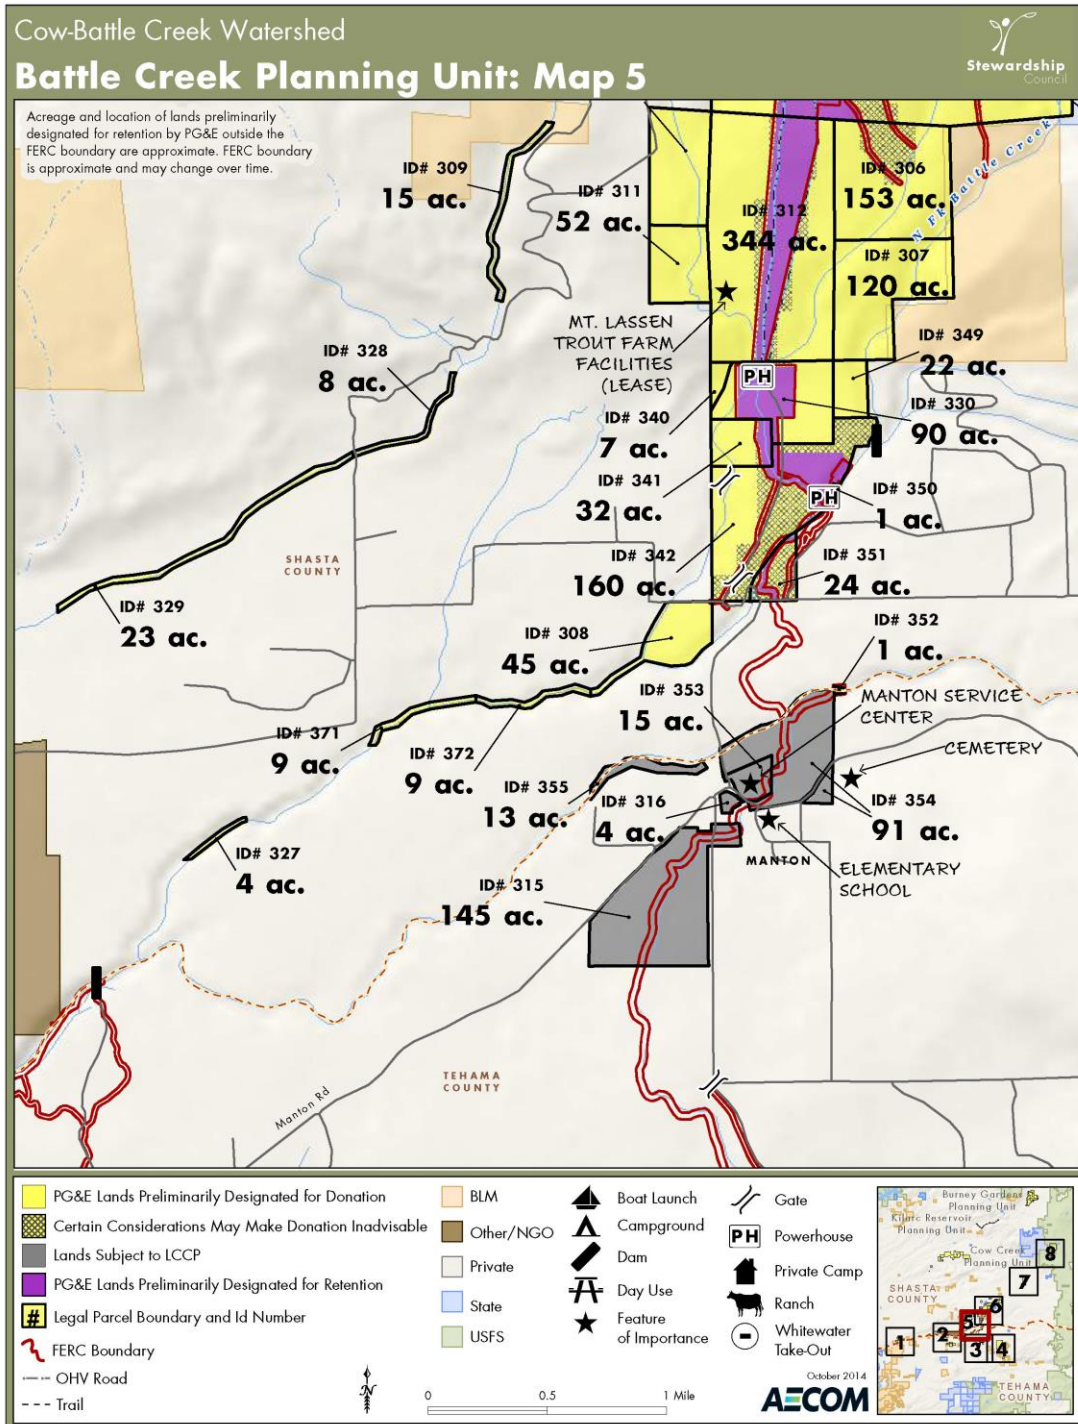 Cow-Battle Creek Watershed
Battle Creek Planning Unit: Map 5
Stewardship
Council
Acreage and location of lands preliminarily
designated for retention by PG&E outside the
FERC boundary are approximate. FERC boundary
is approximate and may change over time.
ID# 309
15 ac.
ID# 311
52 ac.
ID# 312
344 ac.
ID# 306
153 ac.
N Fk Battle Creek
ID# 307
120 ac.
MT. LASSEN
TROUT FARM
FACILITIES
(LEASE)
ID# 349
22 ac.
ID# 328
8 ac.
PH
ID# 330
90 ac.
ID# 340
7 ac.
ID# 341
32 ac.
ID# 350
1 ac.
PH
SHASTA
COUNTY
ID# 342
160 ac.
ID# 351
24 ac.
ID# 329
23 ac.
ID# 308
45 ac.
ID# 352
1 ac.
ID# 353
15 ac.
MANTON SERVICE
CENTER
CEMETERY
ID# 371
9 ac.
ID# 372
9 ac.
ID# 355
13 ac.
ID# 316
4 ac.
ID# 354
91 ac.
ID# 327
4 ac.
MANTON
ELEMENTARY
SCHOOL
ID# 315
145 ac.
TEHAMA
COUNTY
Manton Rd
PG&E Lands Preliminarily Designated for Donation
Certain Considerations May Make Donation Inadvisable
Lands Subject to LCCP
PG&E Lands Preliminarily Designated for Retention
# Legal Parcel Boundary and Id Number
FERC Boundary
OHV Road
Trail
BLM
Other/NGO
Private
State
USFS
Boat Launch
Campground
Dam
Day Use
Feature
of Importance
Gate
PH Powerhouse
Private Camp
Ranch
Whitewater
Take-Out
N
0 0.5 1 Mile
October 2014
AECOM
Burney Gardens
Planning Unit
Kilarc Reservoir
Planning Unit
Cow Creek
Planning Unit
8
7
SHASTA
COUNTY
6
5
1
2
3
4
TEHAMA
COUNTY